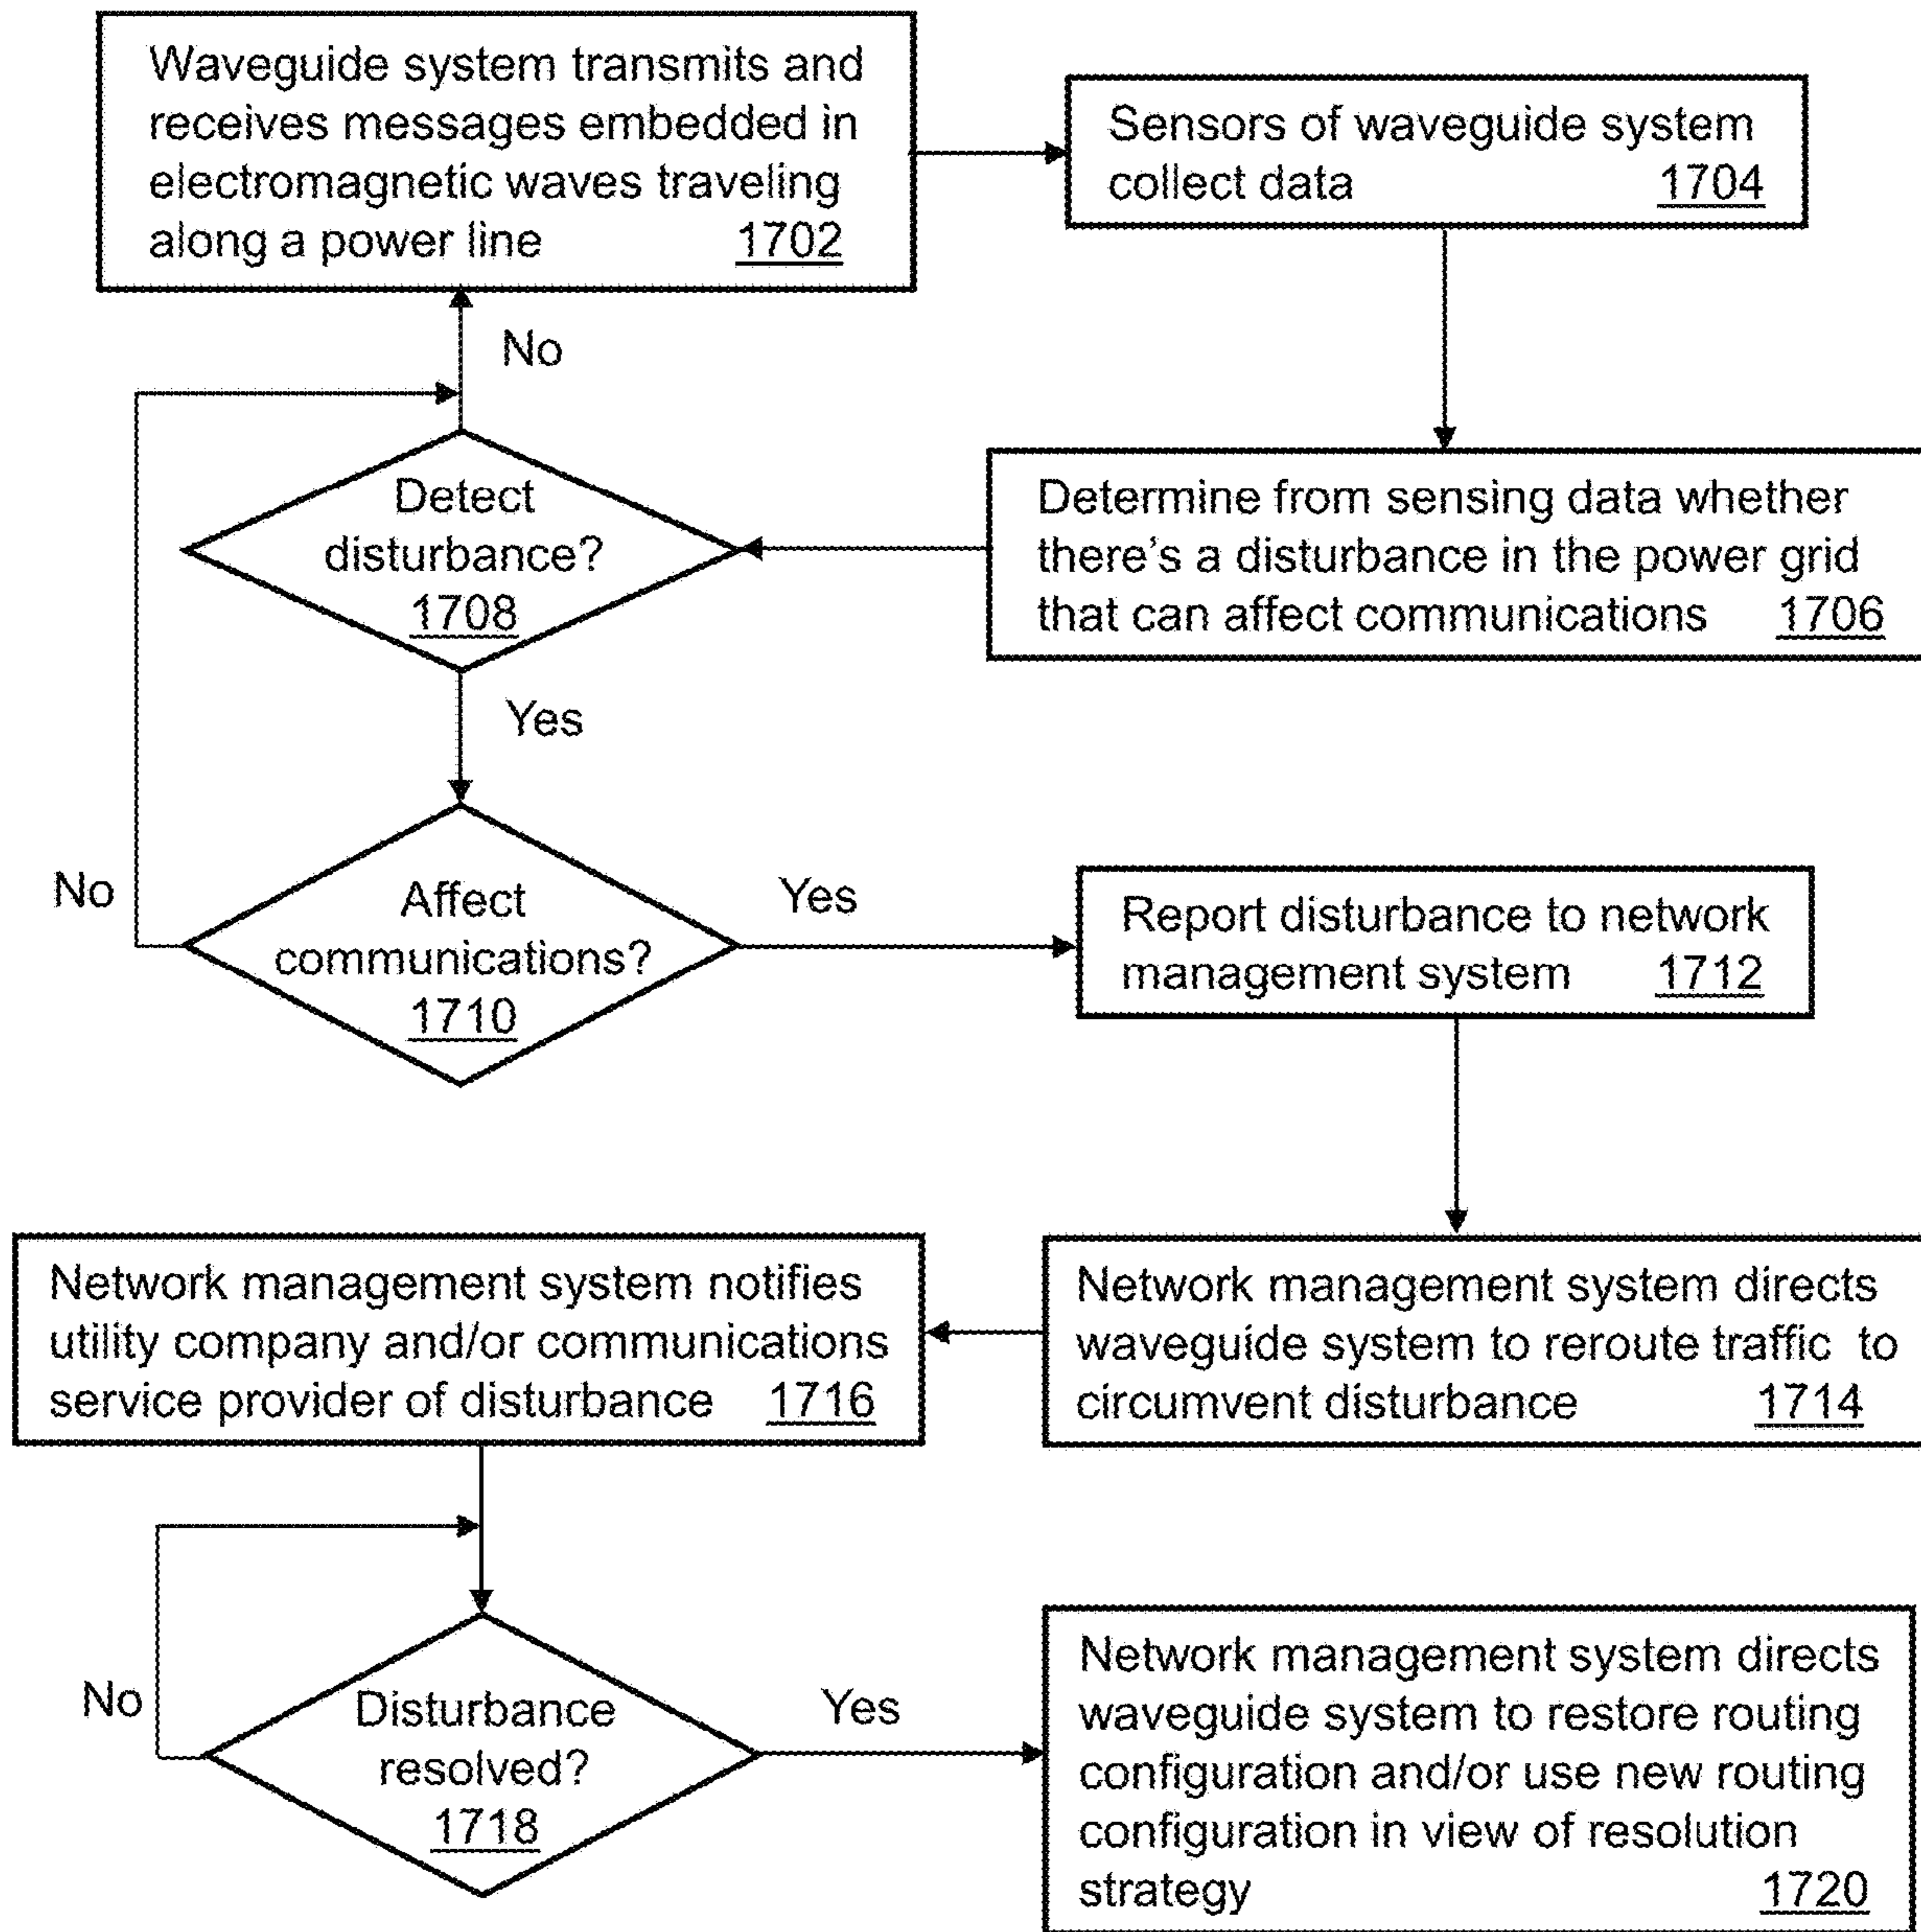 Waveguide system transmits and
receives messages embedded in
electromagnetic waves traveling
along a power line 1702
Sensors of waveguide system
collect data 1704
No
Detect
disturbance?
1708
Determine from sensing data whether
there's a disturbance in the power grid
that can affect communications 1706
Yes
No
Affect
communications?
1710
Yes
Report disturbance to network
management system 1712
Network management system notifies
utility company and/or communications
service provider of disturbance 1716
Network management system directs
waveguide system to reroute traffic to
circumvent disturbance 1714
No
Disturbance
resolved?
1718
Yes
Network management system directs
waveguide system to restore routing
configuration and/or use new routing
configuration in view of resolution
strategy 1720